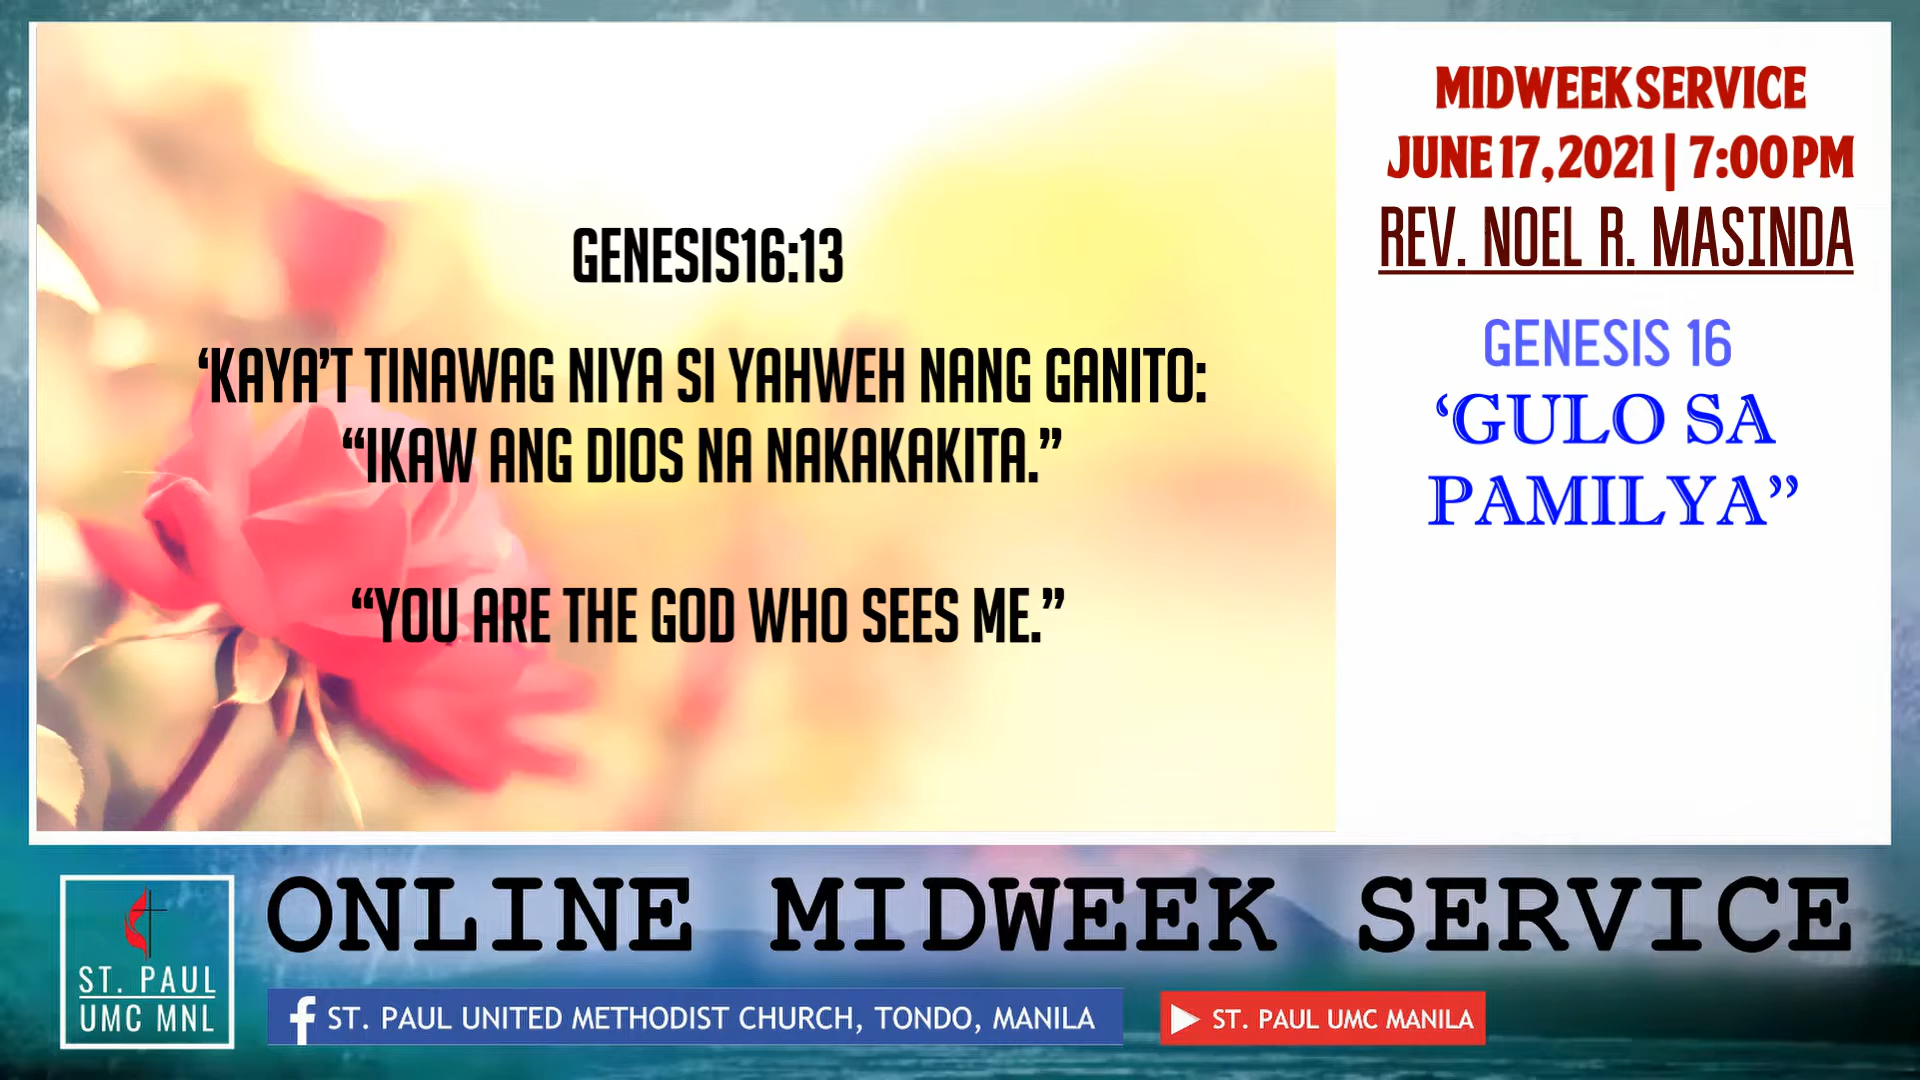 GENESIS16:13
‘KAYA’T TINAWAG NIYA SI YAHWEH NANG GANITO:
“IKAW ANG DIOS NA NAKAKAKITA.”
“YOU ARE THE GOD WHO SEES ME.”
MIDWEEK SERVICE
JUNE 17, 2021 | 7:00 PM
REV. NOEL R. MASINDA
GENESIS 16
‘GULO SA
PAMILYA”
ONLINE MIDWEEK SERVICE
ST. PAUL
UMC MNL
f ST. PAUL UNITED METHODIST CHURCH, TONDO, MANILA
ST. PAUL UMC MANILA